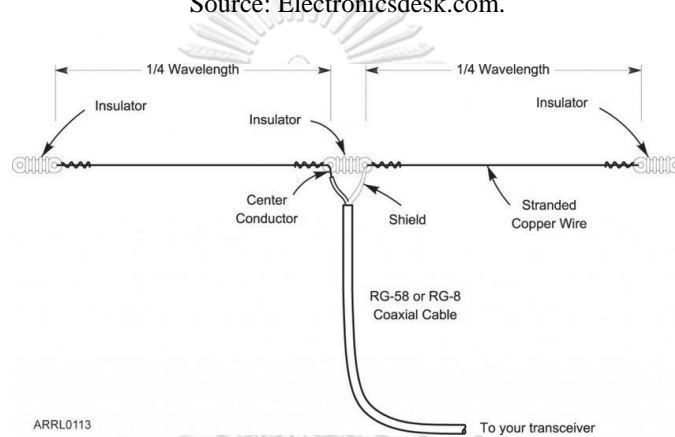 Source: Electronicsdesk.com.
1/4 Wavelength
1/4 Wavelength
Insulator
Insulator
Insulator
Center
Conductor
Shield
Stranded
Copper Wire
RG-58 or RG-8
Coaxial Cable
ARRL0113
To your transceiver